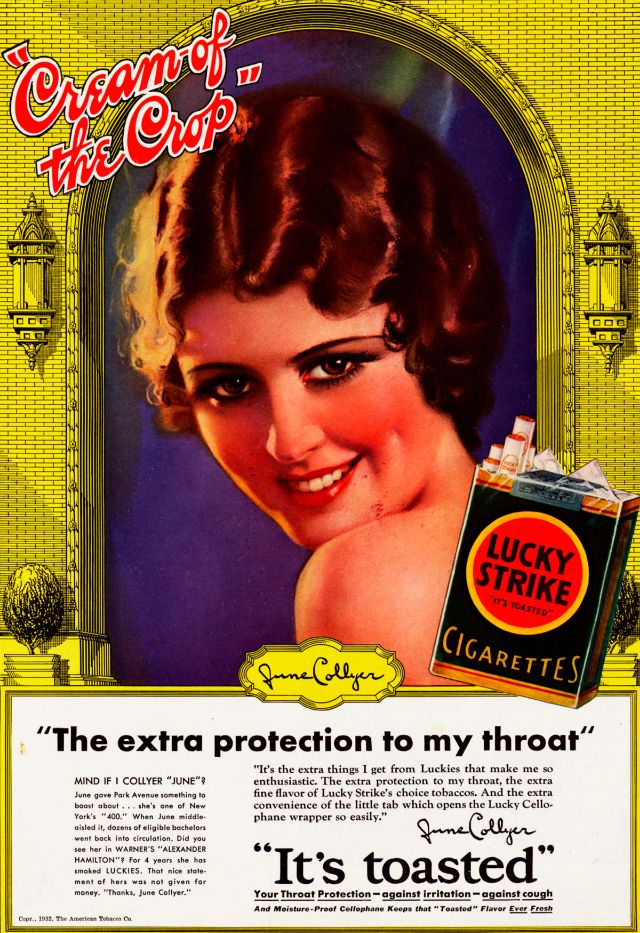 "Cream-of
the Crop"
LUCKY
STRIKE
"IT'S TOASTED"
CIGARETTES
June Collyer
"The extra protection to my throat"
MIND IF I COLLYER "JUNE"?
June gave Park Avenue something to
boast about . . . she's one of New
York's "400." When June middle-
aisled it, dozens of eligible bachelors
went back into circulation. Did you
see her in WARNER'S "ALEXANDER
HAMILTON"? For 4 years she has
smoked LUCKIES. That nice state-
ment of hers was not given for
money. "Thanks, June Collyer."
"It's the extra things I get from Luckies that make me so
enthusiastic. The extra protection to my throat, the extra
fine flavor of Lucky Strike's choice tobaccos. And the extra
convenience of the little tab which opens the Lucky Cello-
phane wrapper so easily."
June Collyer
"It's toasted"
Your Throat Protection—against irritation—against cough
And Moisture-Proof Cellophane Keeps that "Toasted" Flavor Ever Fresh
Copr., 1932, The American Tobacco Co.